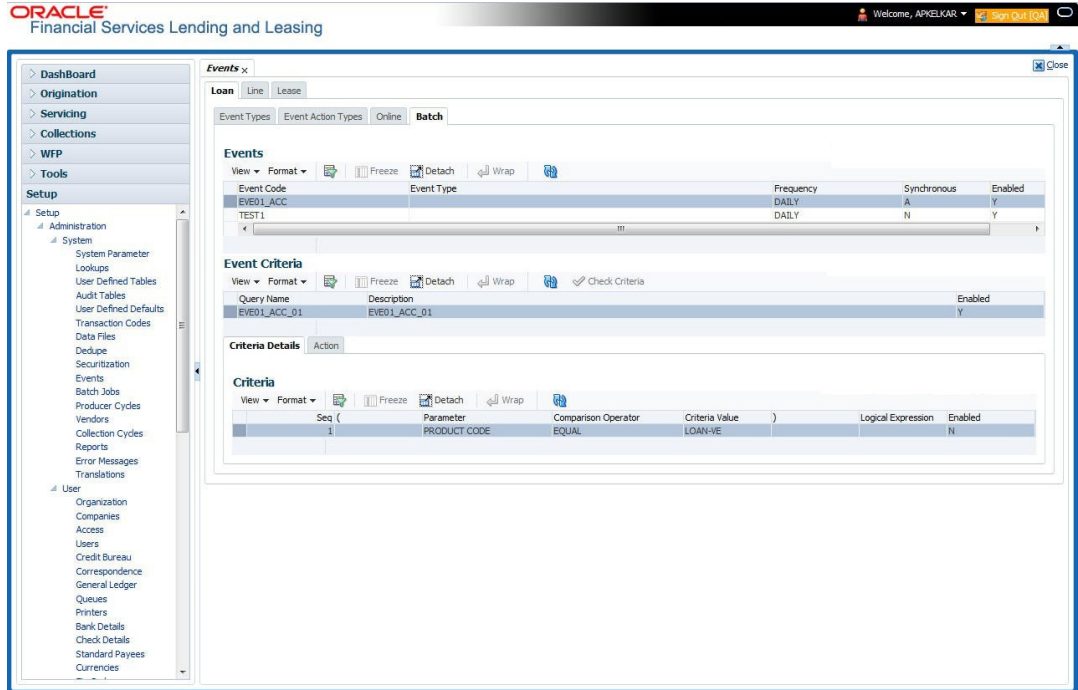 ORACLE
Financial Services Lending and Leasing
Welcome, APKELKAR
Sign Out [QA]
DashBoard
Origination
Servicing
Collections
WFP
Tools
Setup
Setup
Administration
System
System Parameter
Lookups
User Defined Tables
Audit Tables
User Defined Defaults
Transaction Codes
Data Files
Dedupe
Securitization
Events
Batch Jobs
Producer Cycles
Vendors
Collection Cycles
Reports
Error Messages
Translations
User
Organization
Companies
Access
Users
Credit Bureau
Correspondence
General Ledger
Queues
Printers
Bank Details
Check Details
Standard Payees
Currencies
Events x
Close
Loan Line Lease
Event Types Event Action Types Online Batch
Events
View Format Freeze Detach Wrap
Event Code Event Type Frequency Synchronous Enabled
EVE01_ACC DAILY A Y
TEST1 DAILY N Y
Event Criteria
View Format Freeze Detach Wrap Check Criteria
Query Name Description Enabled
EVE01_ACC_01 EVE01_ACC_01 Y
Criteria Details Action
Criteria
View Format Freeze Detach Wrap
Seq ( Parameter Comparison Operator Criteria Value ) Logical Expression Enabled
1 PRODUCT CODE EQUAL LOAN-VE N